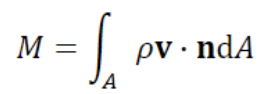 M = ∫_A ρ𝐯 · 𝐧dA